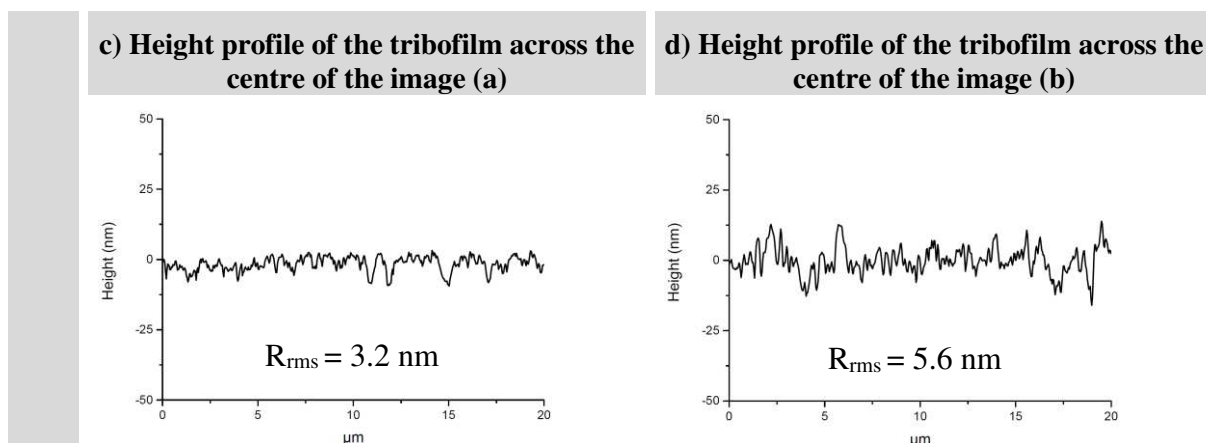 c) Height profile of the tribofilm across the
centre of the image (a)
d) Height profile of the tribofilm across the
centre of the image (b)
50
25
0
-25
-50
Height (nm)
0
5
10
15
20
µm
Rrms = 3.2 nm
50
25
0
-25
-50
Height (nm)
0
5
10
15
20
µm
Rrms = 5.6 nm